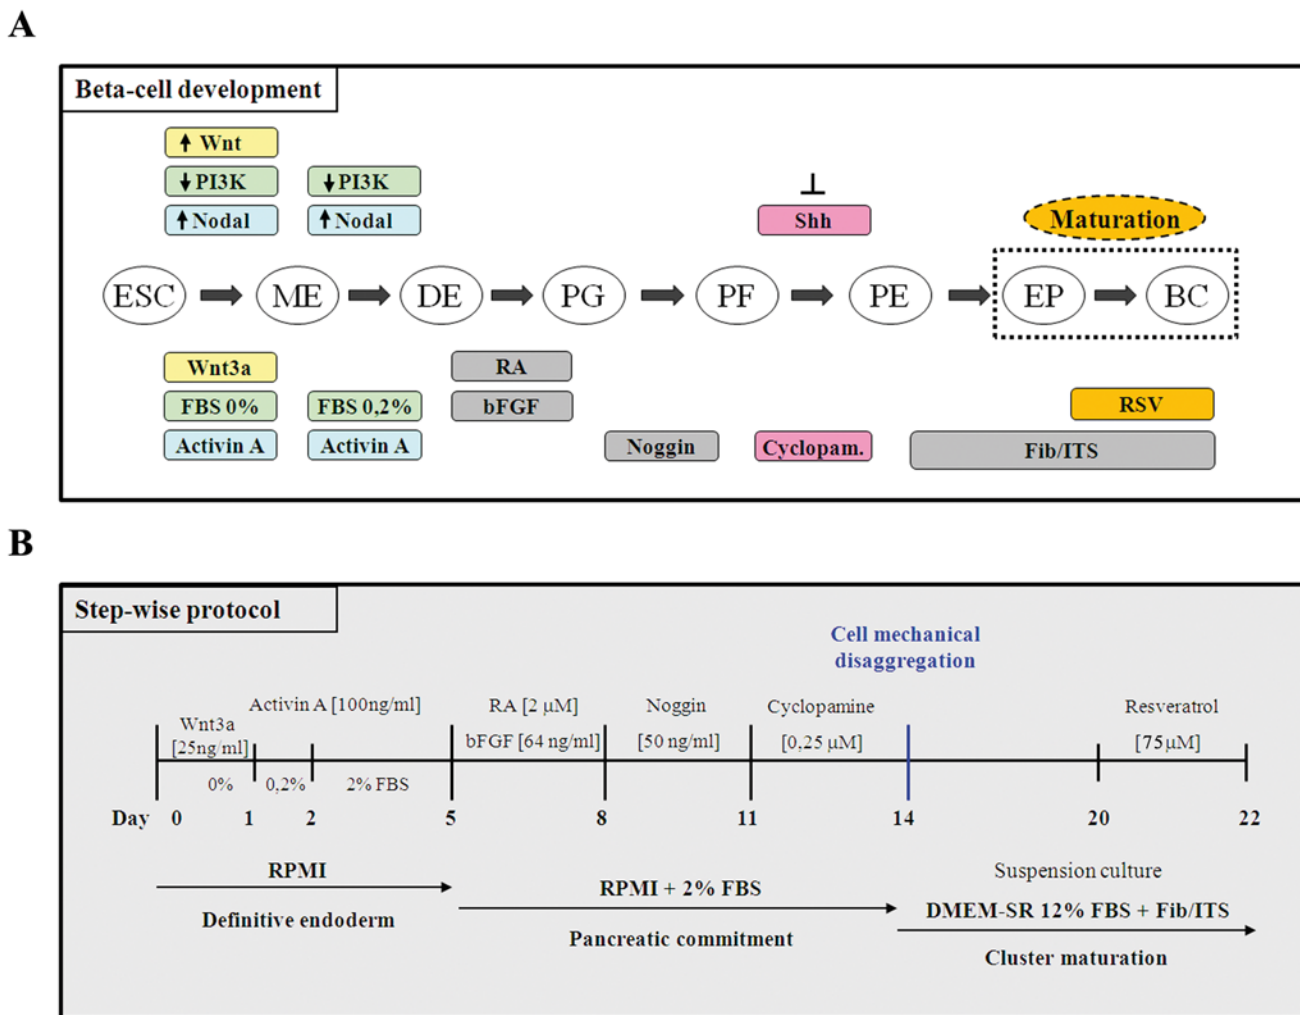 A
Beta-cell development
↑ Wnt
↓ PI3K ↓ PI3K
↑ Nodal ↑ Nodal Shh
Maturation
ESC ME DE PG PF PE EP BC
Wnt3a RA
FBS 0% FBS 0,2% bFGF RSV
Activin A Activin A Noggin Cyclopam. Fib/ITS
B
Step-wise protocol
Cell mechanical
disaggregation
Activin A [100ng/ml] RA [2 µM] Noggin Cyclopamine Resveratrol
Wnt3a
[25ng/ml] bFGF [64 ng/ml] [50 ng/ml] [0,25 µM] [75µM]
0% 0,2% 2% FBS
Day 0 1 2 5 8 11 14 20 22
RPMI Suspension culture
RPMI + 2% FBS
Definitive endoderm DMEM-SR 12% FBS + Fib/ITS
Pancreatic commitment
Cluster maturation